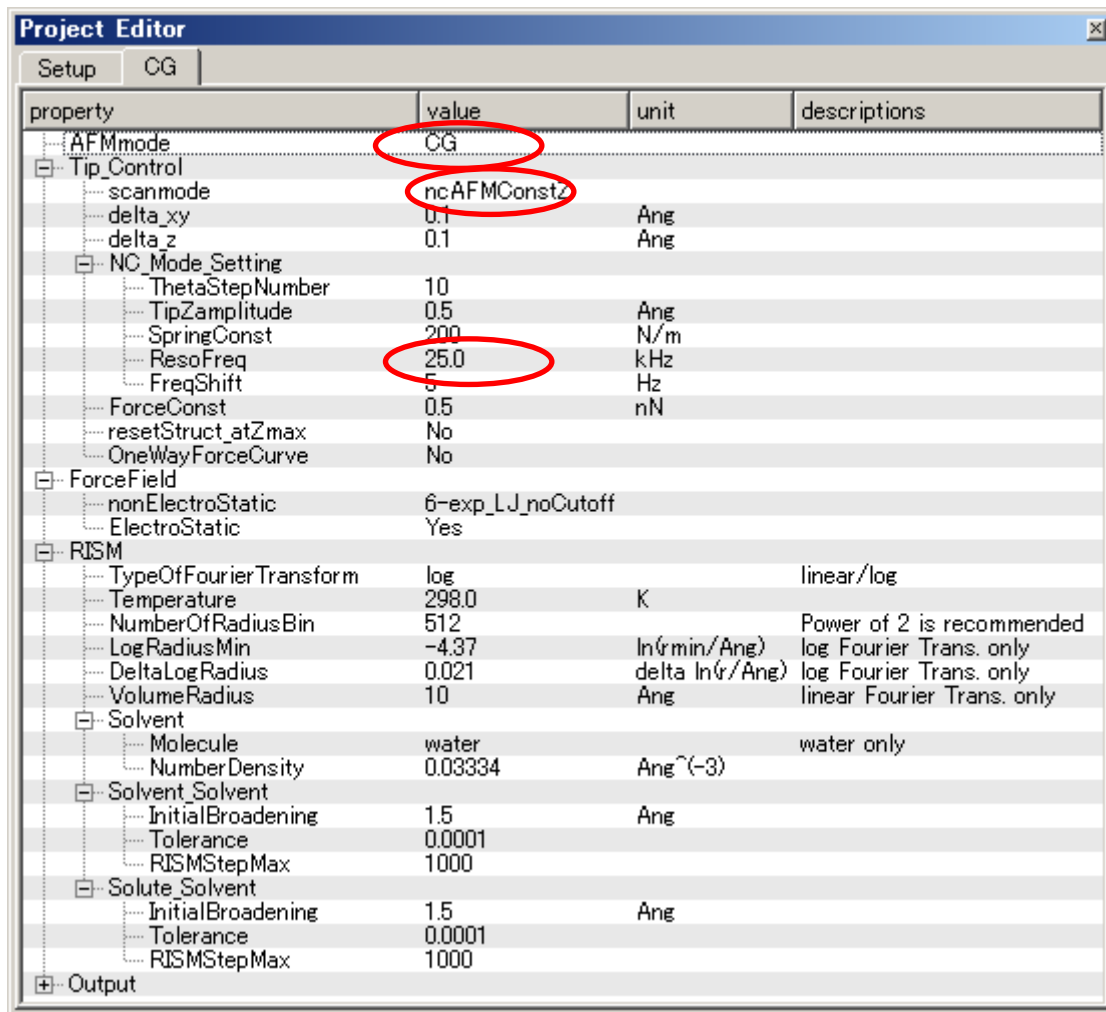 Project Editor
Setup CG
property value unit descriptions
AFMmode CG
Tip_Control
scanmode ncAFMConstZ
delta_xy 0.1 Ang
delta_z 0.1 Ang
NC_Mode_Setting
ThetaStepNumber 10
TipZamplitude 0.5 Ang
SpringConst 200 N/m
ResoFreq 25.0 kHz
FreqShift 5 Hz
ForceConst 0.5 nN
resetStruct_atZmax No
OneWayForceCurve No
ForceField
nonElectroStatic 6-exp_LJ_noCutoff
ElectroStatic Yes
RISM
TypeOfFourierTransform log linear/log
Temperature 298.0 K
NumberOfRadiusBin 512 Power of 2 is recommended
LogRadiusMin -4.37 ln(rmin/Ang) log Fourier Trans. only
DeltaLogRadius 0.021 delta ln(r/Ang) log Fourier Trans. only
VolumeRadius 10 Ang linear Fourier Trans. only
Solvent
Molecule water water only
NumberDensity 0.03334 Ang^(-3)
Solvent_Solvent
InitialBroadening 1.5 Ang
Tolerance 0.0001
RISMStepMax 1000
Solute_Solvent
InitialBroadening 1.5 Ang
Tolerance 0.0001
RISMStepMax 1000
Output